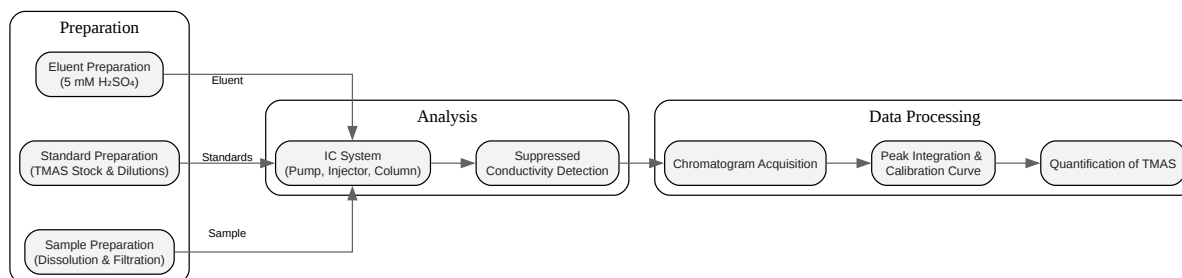 Preparation
Eluent Preparation
(5 mM H₂SO₄)
Eluent
Standard Preparation
(TMAS Stock & Dilutions)
Standards
Sample Preparation
(Dissolution & Filtration)
Sample
Analysis
IC System
(Pump, Injector, Column)
Suppressed
Conductivity Detection
Data Processing
Chromatogram Acquisition
Peak Integration &
Calibration Curve
Quantification of TMAS